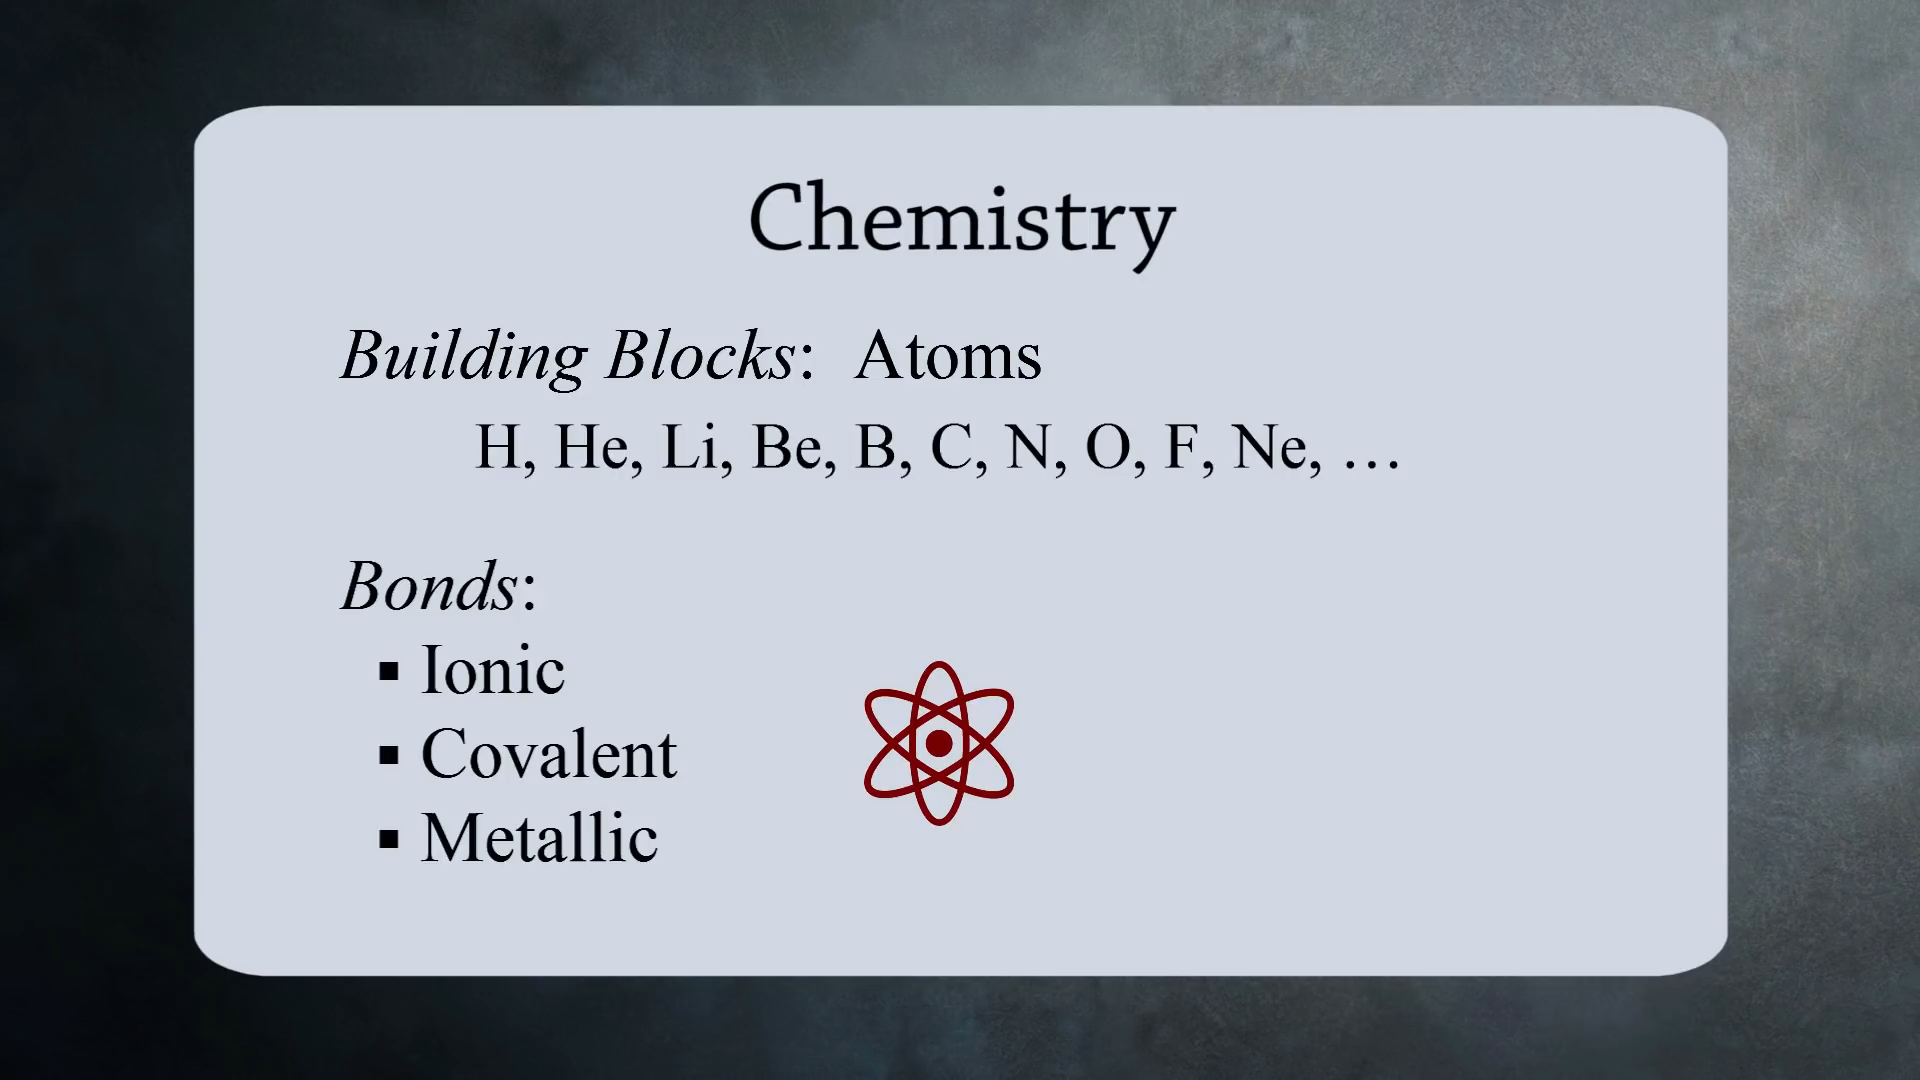 Chemistry
Building Blocks: Atoms
H, He, Li, Be, B, C, N, O, F, Ne, …
Bonds:
▪ Ionic
▪ Covalent
▪ Metallic